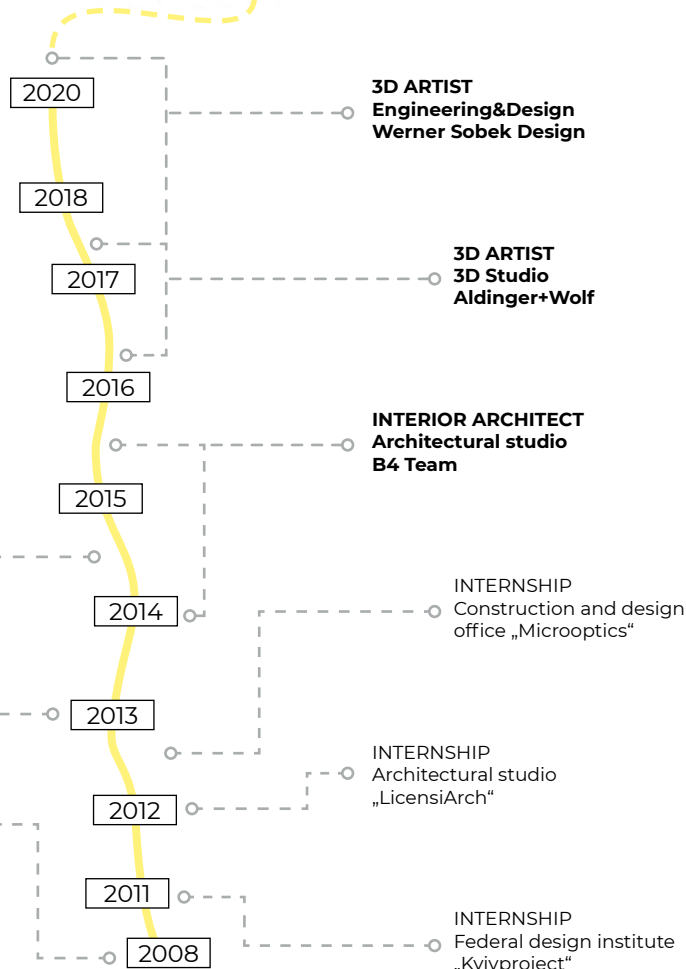 2020
3D ARTIST
Engineering&Design
Werner Sobek Design
2018
3D ARTIST
3D Studio
Aldinger+Wolf
2017
2016
INTERIOR ARCHITECT
Architectural studio
B4 Team
2015
INTERNSHIP
Construction and design
office „Microoptics“
2014
2013
INTERNSHIP
Architectural studio
„LicensiArch“
2012
2011
INTERNSHIP
Federal design institute
„Kyivproject“
2008